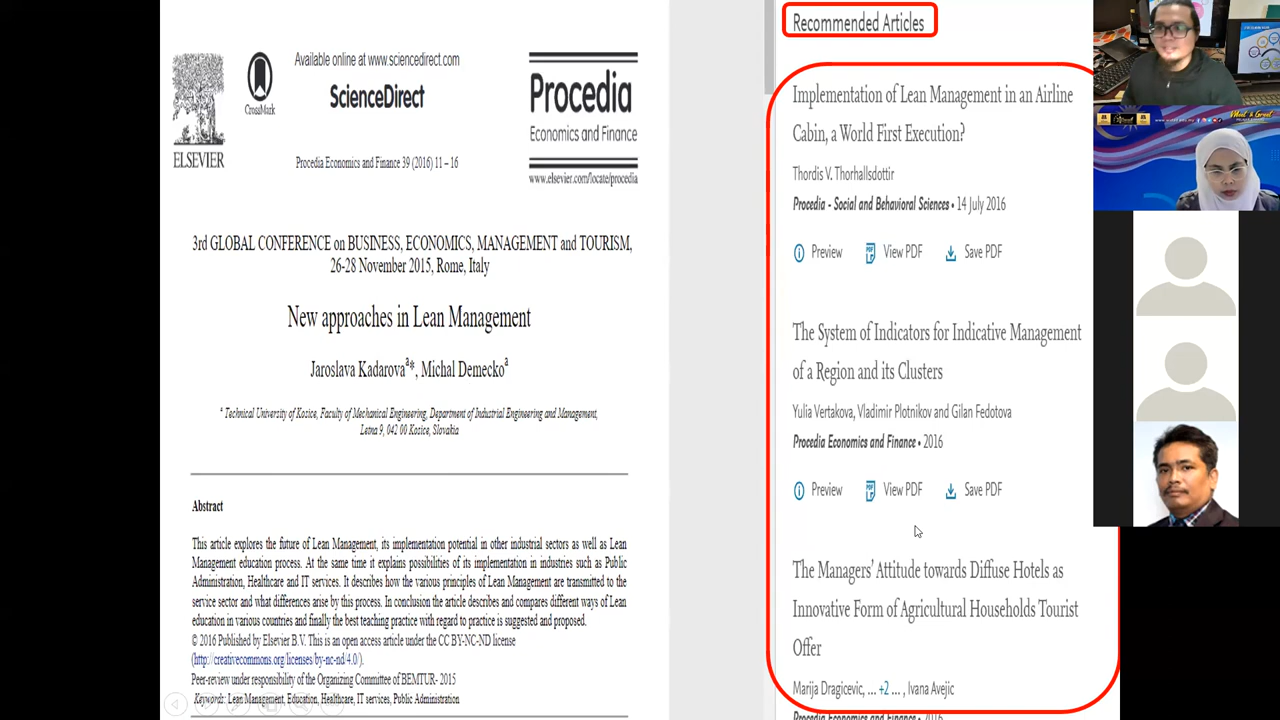 Available online at www.sciencedirect.com
ScienceDirect
CrossMark
ELSEVIER
Procedia Economics and Finance 39 (2016) 11 – 16
Procedia
Economics and Finance
www.elsevier.com/locate/procedia
3rd GLOBAL CONFERENCE on BUSINESS, ECONOMICS, MANAGEMENT and TOURISM,
26-28 November 2015, Rome, Italy
New approaches in Lean Management
Jaroslava Kadarovaª*, Michal Demeckoª
ª Technical Univerzity of Kosice, Faculty of Mechanical Engineering, Department of Industrial Engineering and Management,
Letna 9, 042 00 Kosice, Slovakia
Abstract
This article explores the future of Lean Management, its implementation potential in other industrial sectors as well as Lean
Management education process. At the same time it explains possibilities of its implementation in industries such as Public
Administration, Healthcare and IT services. It describes how the various principles of Lean Management are transmitted to the
service sector and what differences arise by this process. In conclusion the article describes and compares different ways of Lean
education in various countries and finally the best teaching practice with regard to practice is suggested and proposed.
© 2016 Published by Elsevier B.V. This is an open access article under the CC BY-NC-ND license
(http://creativecommons.org/licenses/by-nc-nd/4.0/).
Peer-review under responsibility of the Organizing Committee of BEMTUR- 2015
Keywords: Lean Management, Education, Healthcare, IT services, Public Administration
Recommended Articles
Implementation of Lean Management in an Airline
Cabin, a World First Execution?
Thordis V. Thorhallsdottir
Procedia - Social and Behavioral Sciences • 14 July 2016
Preview View PDF Save PDF
The System of Indicators for Indicative Management
of a Region and its Clusters
Yulia Vertakova, Vladimir Plotnikov and Gilan Fedotova
Procedia Economics and Finance • 2016
Preview View PDF Save PDF
The Managers' Attitude towards Diffuse Hotels as
Innovative Form of Agricultural Households Tourist
Offer
Marija Dragicevic, ... +2 ... , Ivana Avejic
Procedia Economics and Finance • 2016
Meet & Greet